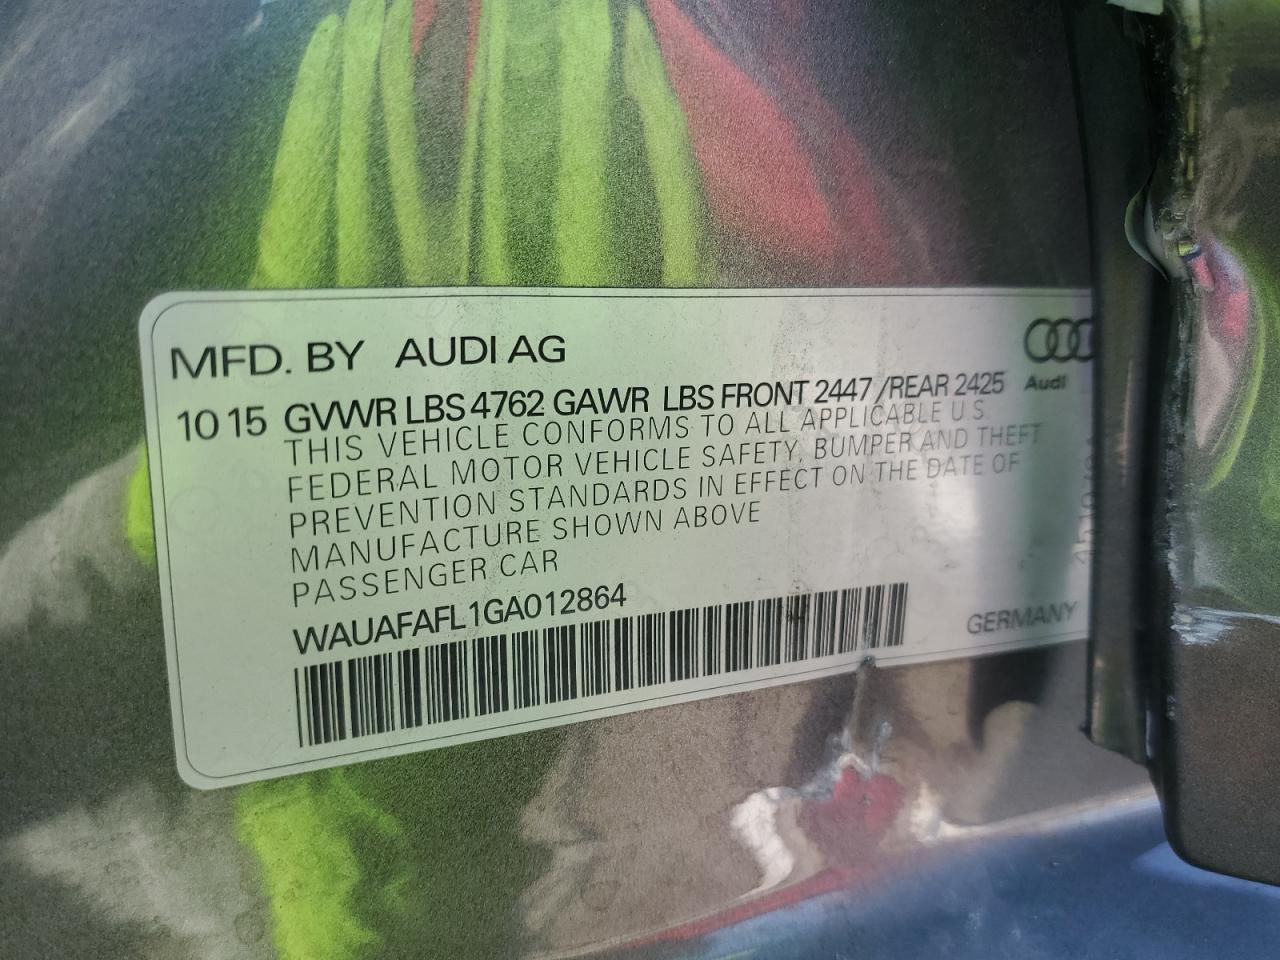 MFD. BY AUDI AG
Audi
10 15 GVWR LBS 4762 GAWR LBS FRONT 2447 /REAR 2425
THIS VEHICLE CONFORMS TO ALL APPLICABLE U.S.
FEDERAL MOTOR VEHICLE SAFETY, BUMPER AND THEFT
PREVENTION STANDARDS IN EFFECT ON THE DATE OF
MANUFACTURE SHOWN ABOVE
PASSENGER CAR
WAUAFAFL1GA012864
GERMANY